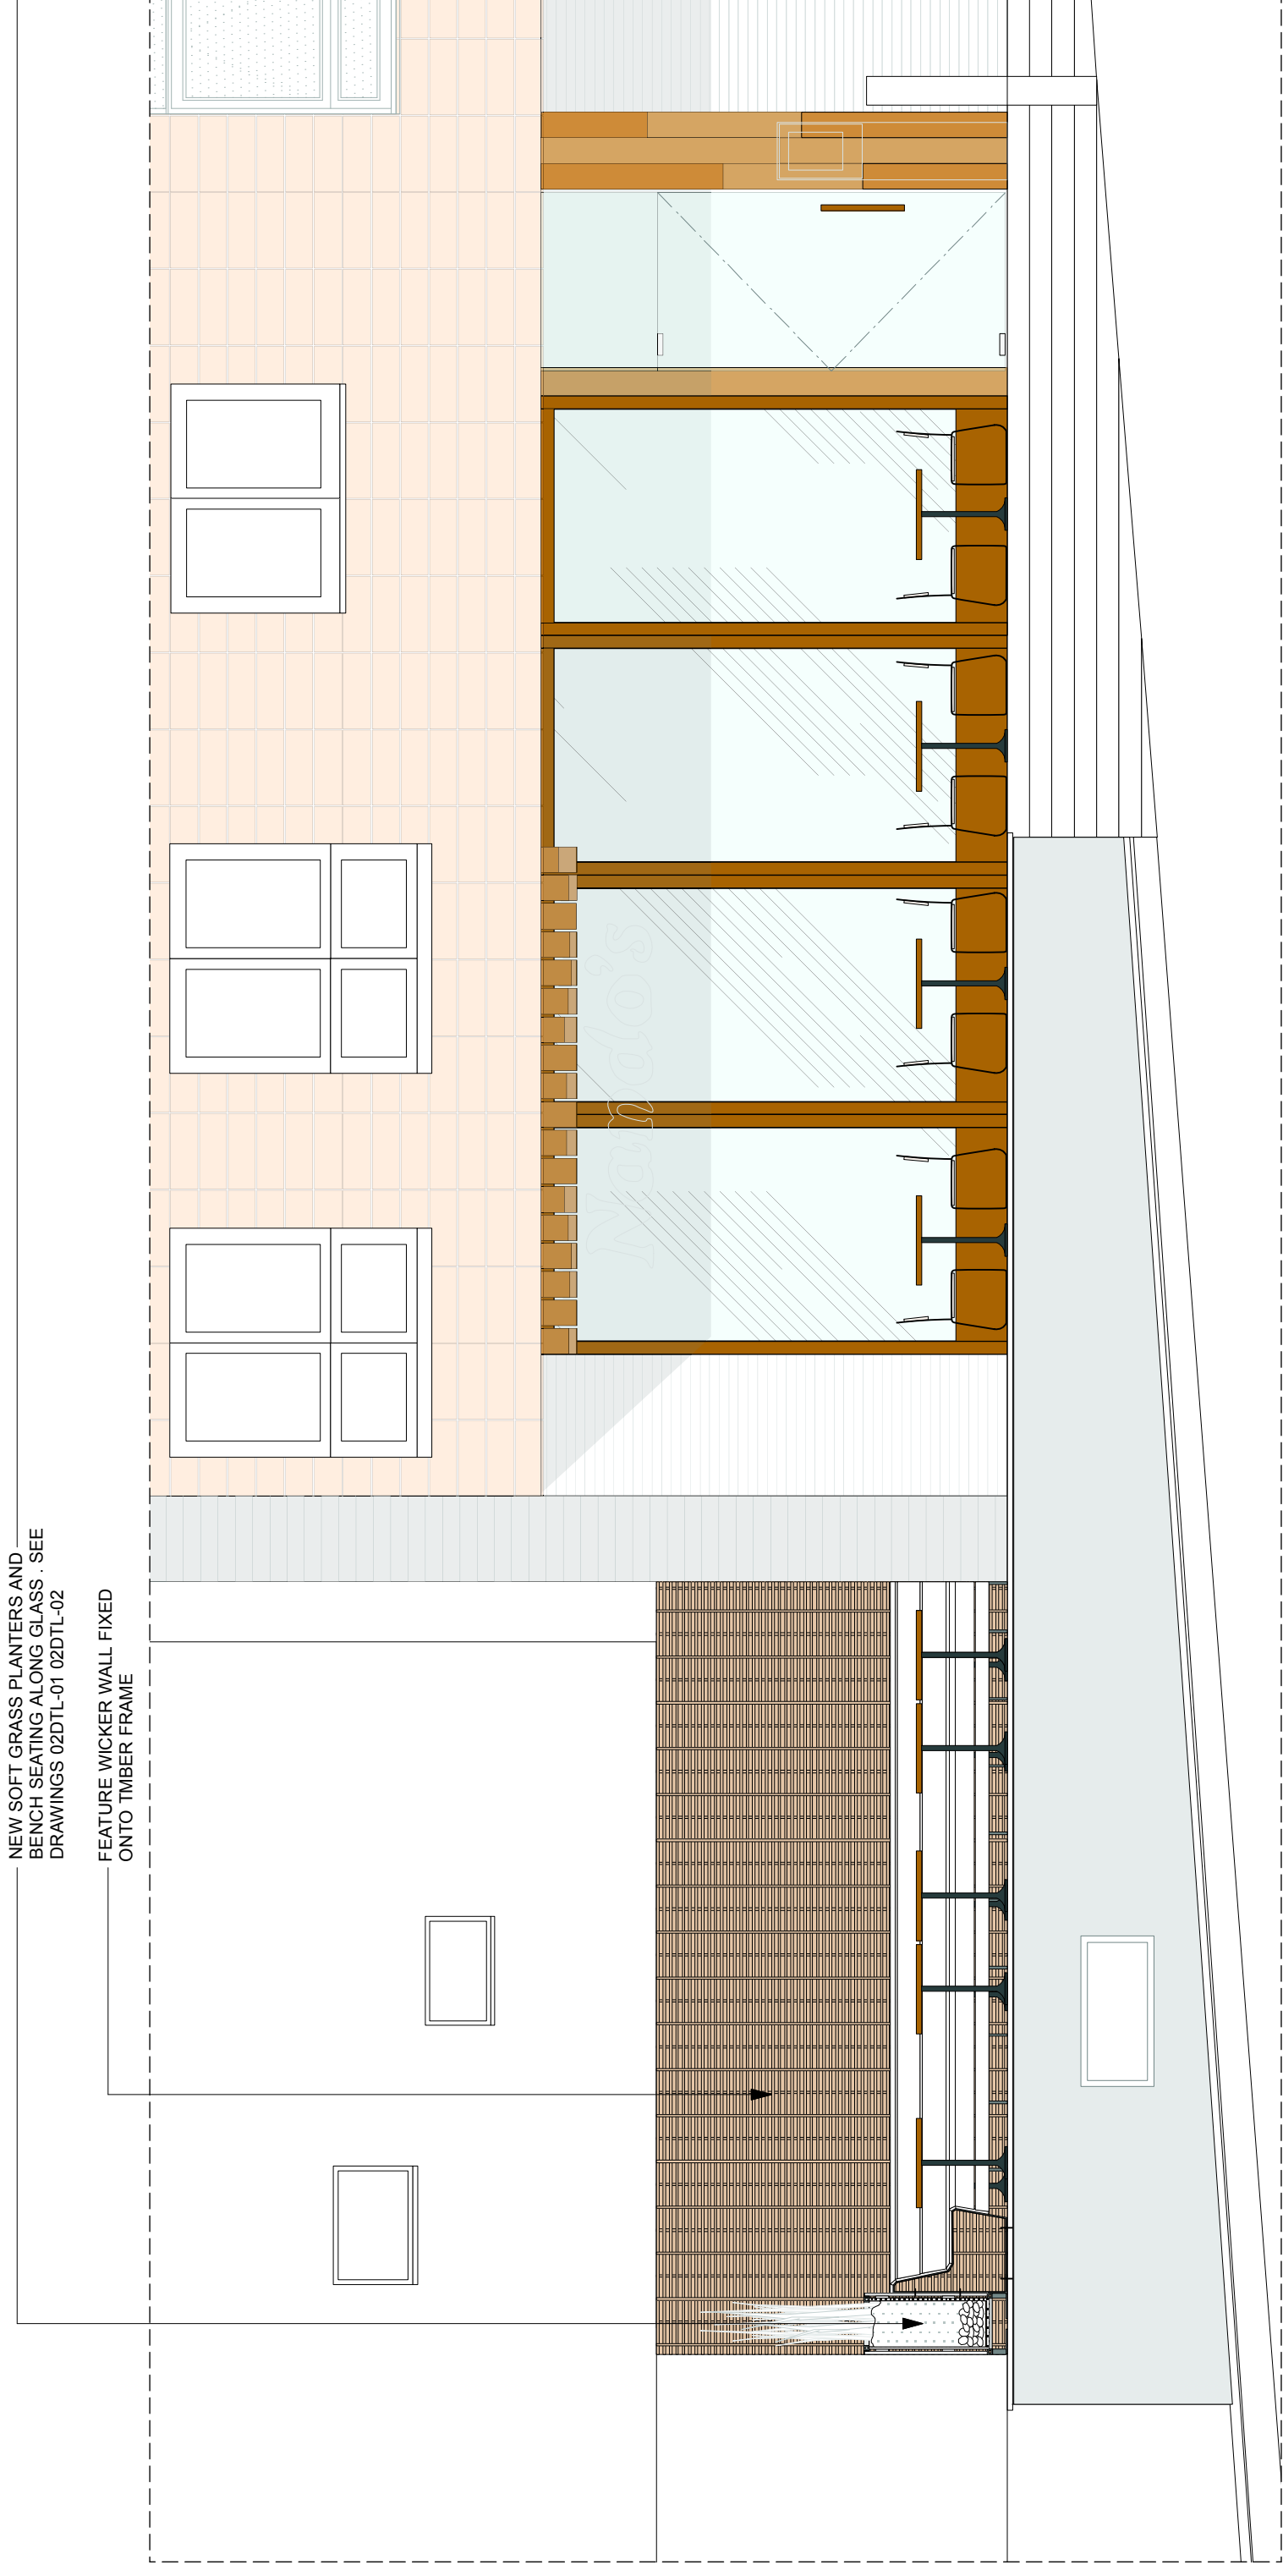 NEW SOFT GRASS PLANTERS AND
BENCH SEATING ALONG GLASS . SEE
DRAWINGS 02DTL-01 02DTL-02
FEATURE WICKER WALL FIXED
ONTO TMBER FRAME
Nando's